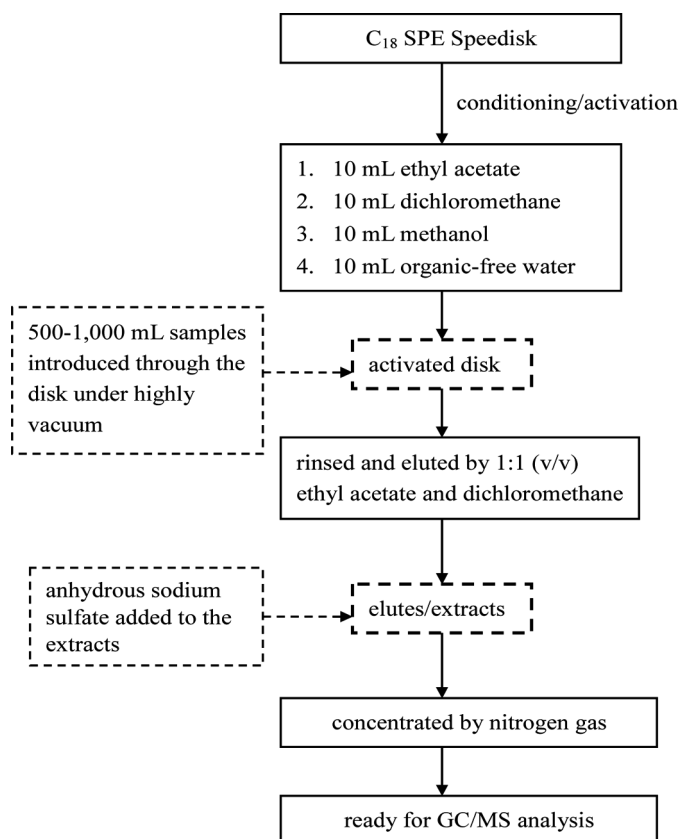 C₁₈ SPE Speedisk
conditioning/activation
1. 10 mL ethyl acetate
2. 10 mL dichloromethane
3. 10 mL methanol
4. 10 mL organic-free water
500-1,000 mL samples
introduced through the
disk under highly
vacuum
activated disk
rinsed and eluted by 1:1 (v/v)
ethyl acetate and dichloromethane
anhydrous sodium
sulfate added to the
extracts
elutes/extracts
concentrated by nitrogen gas
ready for GC/MS analysis